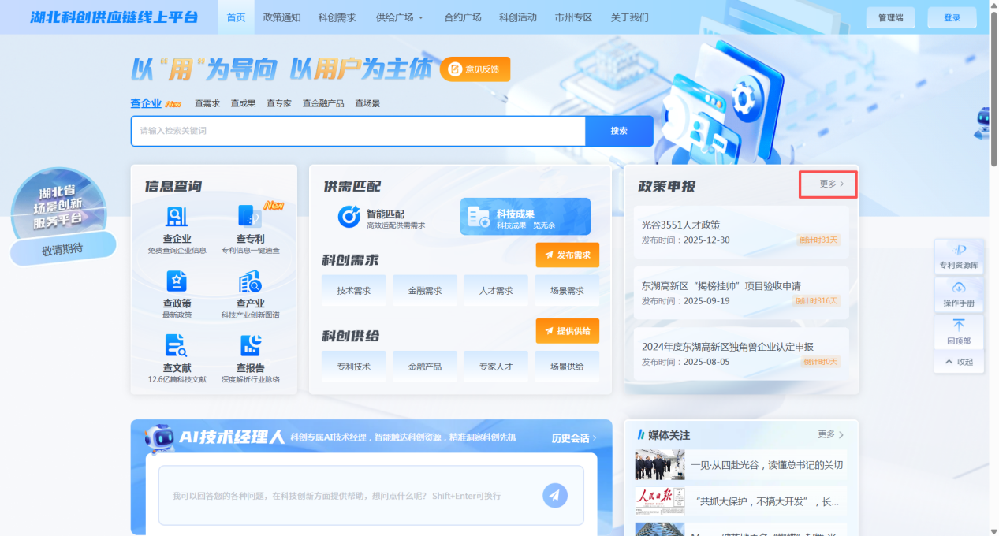 湖北科创供应链线上平台
首页 政策通知 科创需求 供给广场 合约广场 科创活动 市州专区 关于我们 管理端 登录
以“用”为导向 以用户为主体 意见反馈
查企业 New 查需求 查成果 查专家 查金融产品 查场景
请输入检索关键词 搜索
湖北省
场景创新
服务平台
敬请期待
信息查询
查企业
免费查询企业信息
New
查专利
专利信息一键速查
查政策
最新政策
查产业
科技产业创新图谱
查文献
12.6亿篇科技文献
查报告
深度解析行业脉络
供需匹配
智能匹配
高效适配供需需求
科技成果
科技成果一览无余
科创需求 发布需求
技术需求 金融需求 人才需求 场景需求
科创供给 提供供给
专利技术 金融产品 专家人才 场景供给
政策申报 更多
光谷3551人才政策
发布时间：2025-12-30 倒计时31天
东湖高新区“揭榜挂帅”项目验收申请
发布时间：2025-09-19 倒计时316天
2024年度东湖高新区独角兽企业认定申报
发布时间：2025-08-05 倒计时0天
专利资源库
操作手册
回顶部
收起
AI技术经理人 科创专属AI技术经理，智能触达科创资源，精准洞察科创先机 历史会话
我可以回答您的各种问题，在科技创新方面提供帮助，想问点什么呢？ Shift+Enter可换行
媒体关注 更多
一见·从四赴光谷，读懂总书记的关切
人民日报
“共抓大保护，不搞大开发”，长...